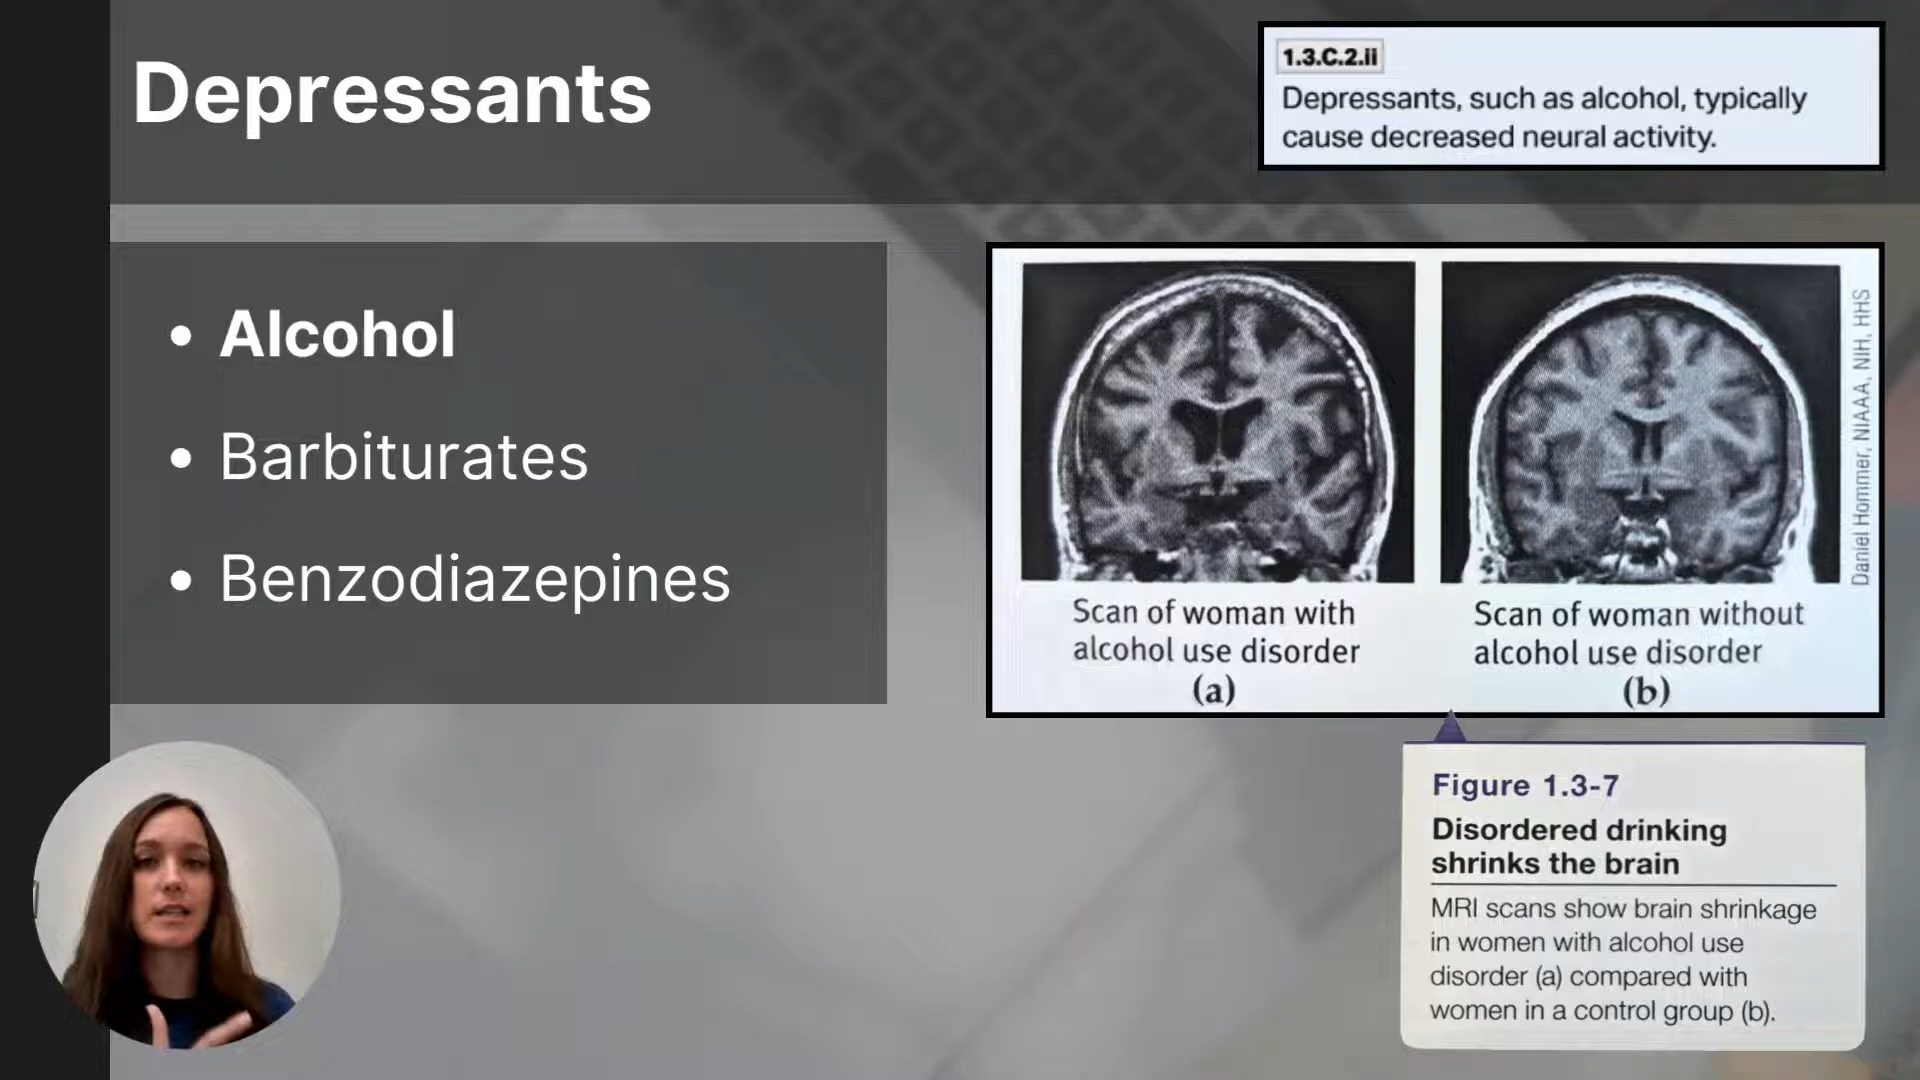 Depressants
1.3.C.2.ii
Depressants, such as alcohol, typically
cause decreased neural activity.
• Alcohol
• Barbiturates
• Benzodiazepines
Scan of woman with
alcohol use disorder
(a)
Scan of woman without
alcohol use disorder
(b)
Daniel Hommer, NIAAA, NIH, HHS
Figure 1.3-7
Disordered drinking
shrinks the brain
MRI scans show brain shrinkage
in women with alcohol use
disorder (a) compared with
women in a control group (b).